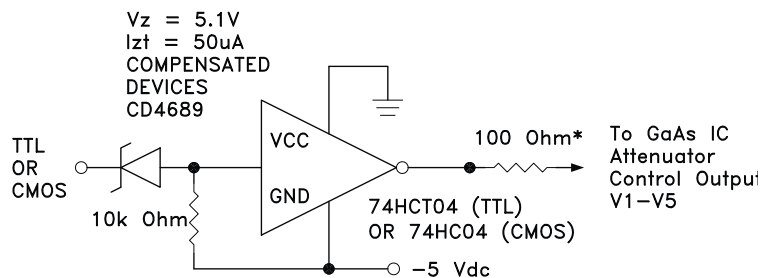 Vz = 5.1V
Izt = 50uA
COMPENSATED
DEVICES
CD4689
TTL
OR
CMOS
10k Ohm
VCC
GND
100 Ohm*
To GaAs IC
Attenuator
Control Output
V1-V5
74HCT04 (TTL)
OR 74HC04 (CMOS)
-5 Vdc